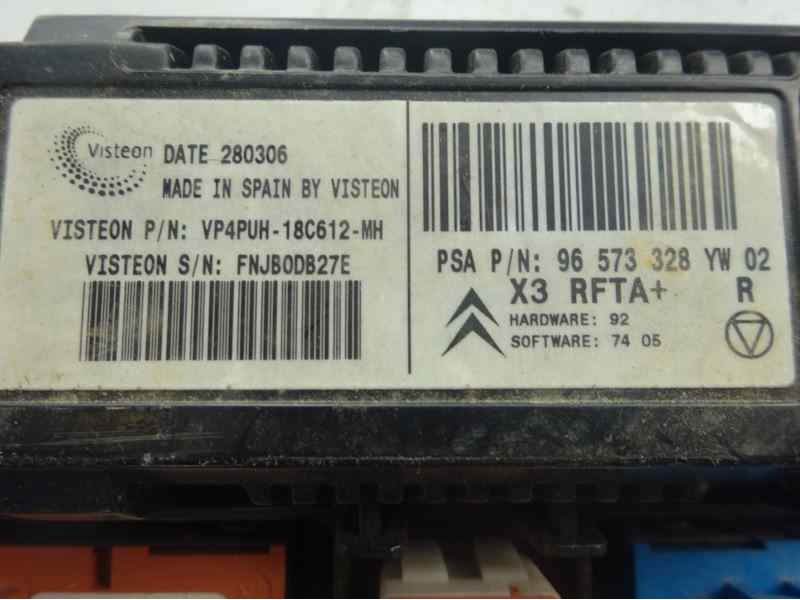 Visteon
DATE 280306
MADE IN SPAIN BY VISTEON
VISTEON P/N: VP4PUH-18C612-MH
VISTEON S/N: FNJB0DB27E
PSA P/N: 96 573 328 YW 02
X3 RFTA+ R
HARDWARE: 92
SOFTWARE: 74 05